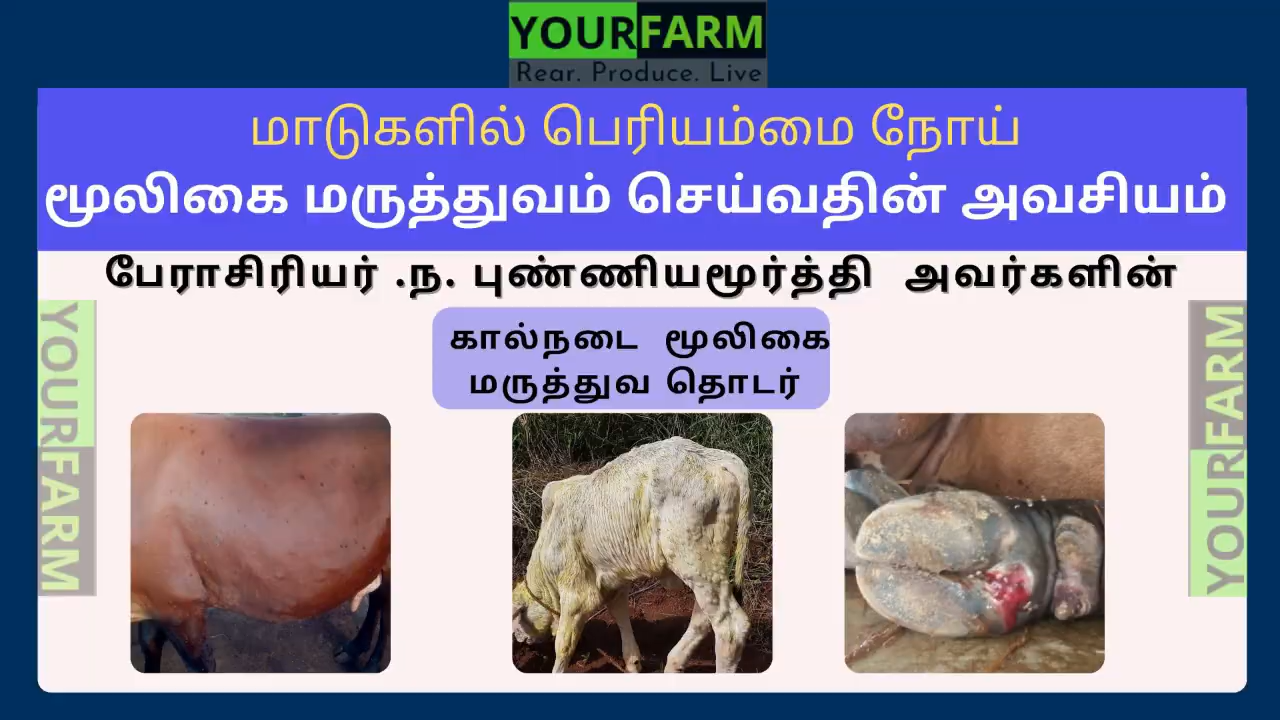 YOURFARM
Rear. Produce. Live
மாடுகளில் பெரியம்மை நோய்
மூலிகை மருத்துவம் செய்வதின் அவசியம்
பேராசிரியர் .ந. புண்ணியமூர்த்தி அவர்களின்
கால்நடை மூலிகை
மருத்துவ தொடர்
YOURFARM
YOURFARM